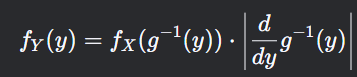 f_Y(y) = f_X(g^{-1}(y)) · |d/dy g^{-1}(y)|